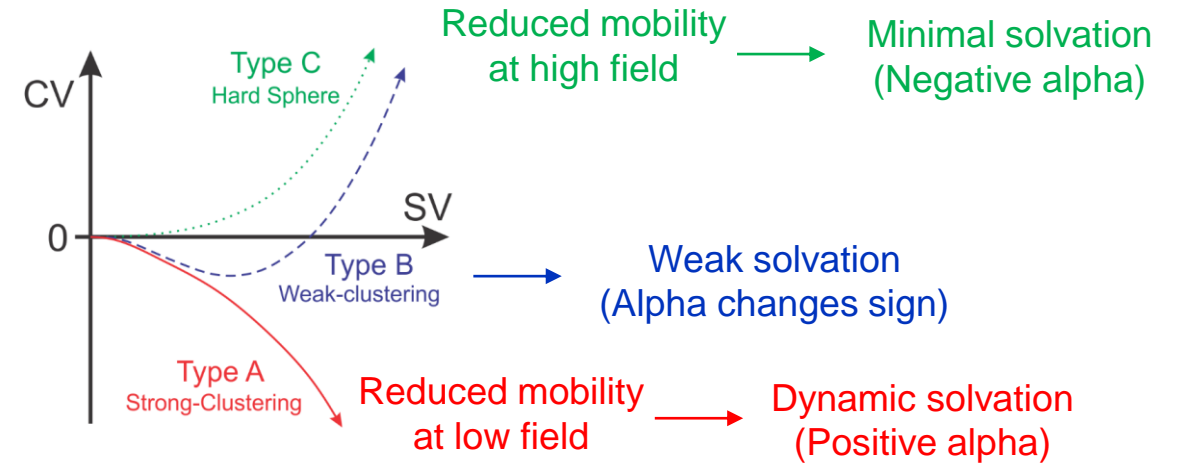 Reduced mobility
at high field
Minimal solvation
(Negative alpha)
Type C
Hard Sphere
CV
SV
0
Type B
Weak-clustering
Weak solvation
(Alpha changes sign)
Type A
Strong-Clustering
Reduced mobility
at low field
Dynamic solvation
(Positive alpha)